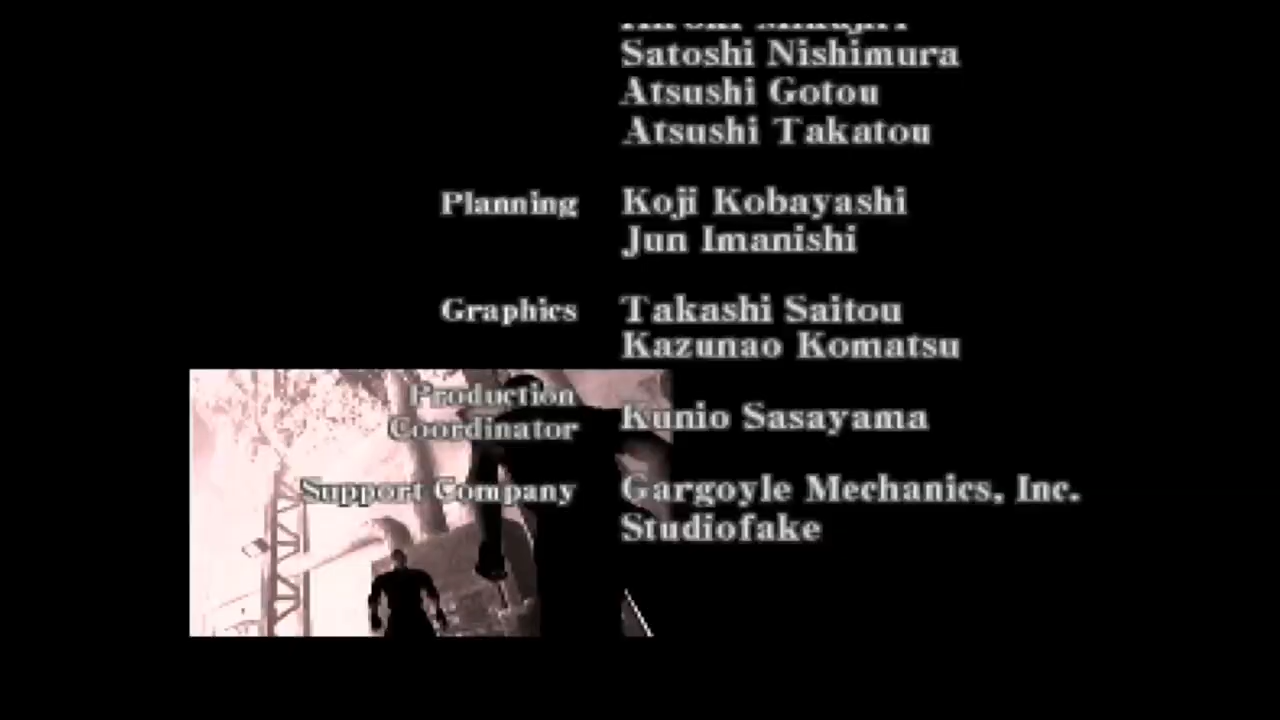 Satoshi Nishimura
Atsushi Gotou
Atsushi Takatou
Planning Koji Kobayashi
Jun Imanishi
Graphics Takashi Saitou
Kazunao Komatsu
Production
Coordinator Kunio Sasayama
Support Company Gargoyle Mechanics, Inc.
Studiofake